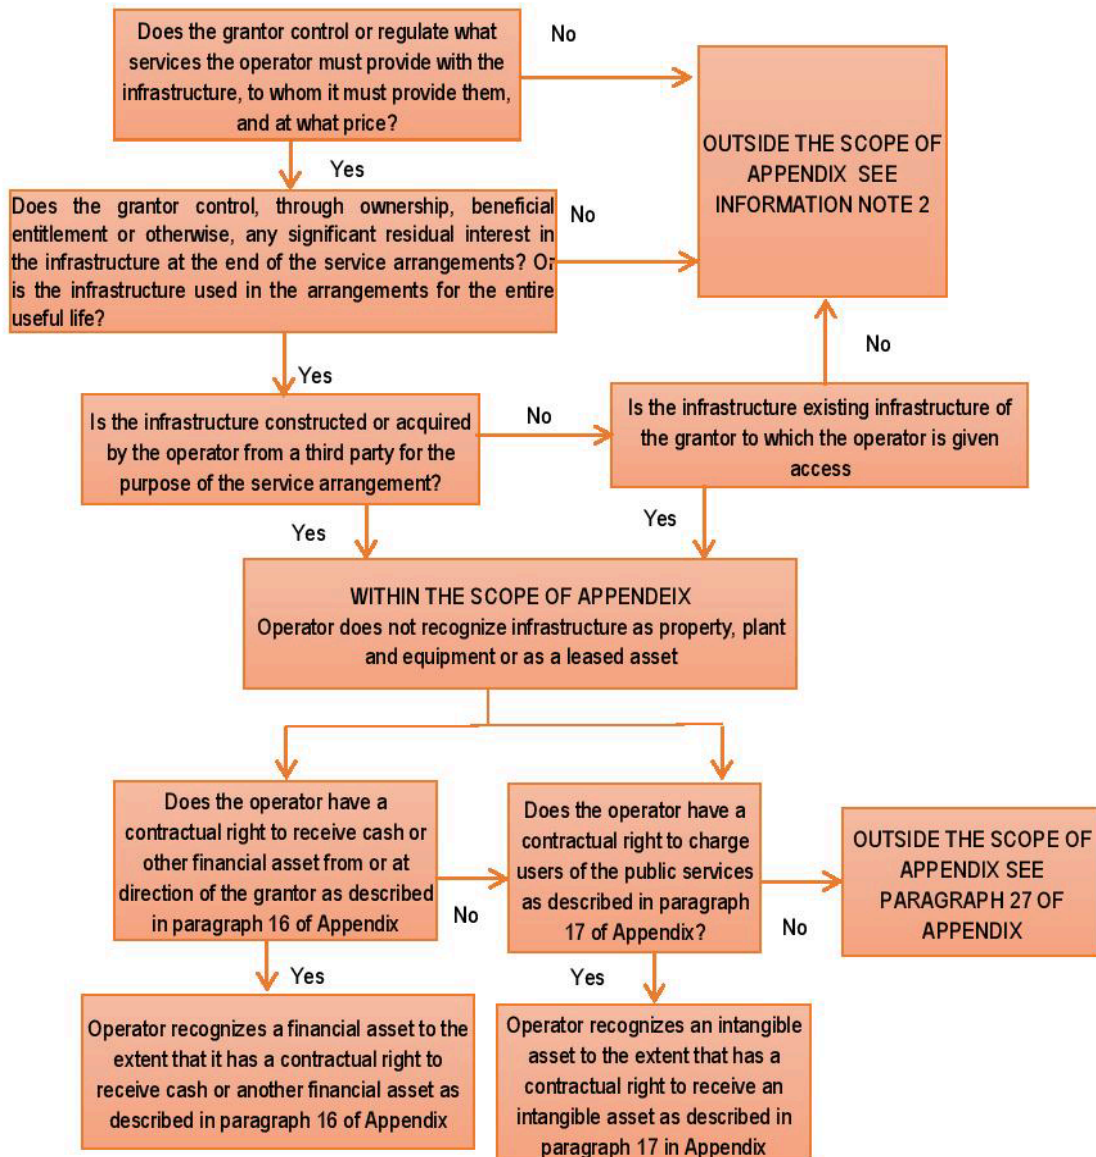 Does the grantor control or regulate what
services the operator must provide with the
infrastructure, to whom it must provide them,
and at what price?
No
OUTSIDE THE SCOPE OF
APPENDIX SEE
INFORMATION NOTE 2
Yes
Does the grantor control, through ownership, beneficial
entitlement or otherwise, any significant residual interest in
the infrastructure at the end of the service arrangements? Or
is the infrastructure used in the arrangements for the entire
useful life?
No
No
Yes
Is the infrastructure constructed or acquired
by the operator from a third party for the
purpose of the service arrangement?
No
Is the infrastructure existing infrastructure of
the grantor to which the operator is given
access
Yes
Yes
WITHIN THE SCOPE OF APPENDEIX
Operator does not recognize infrastructure as property, plant
and equipment or as a leased asset
Does the operator have a
contractual right to receive cash or
other financial asset from or at
direction of the grantor as described
in paragraph 16 of Appendix
No
Does the operator have a
contractual right to charge
users of the public services
as described in paragraph
17 of Appendix?
No
OUTSIDE THE SCOPE OF
APPENDIX SEE
PARAGRAPH 27 OF
APPENDIX
Yes
Yes
Operator recognizes a financial asset to the
extent that it has a contractual right to
receive cash or another financial asset as
described in paragraph 16 of Appendix
Operator recognizes an intangible
asset to the extent that has a
contractual right to receive an
intangible asset as described in
paragraph 17 in Appendix